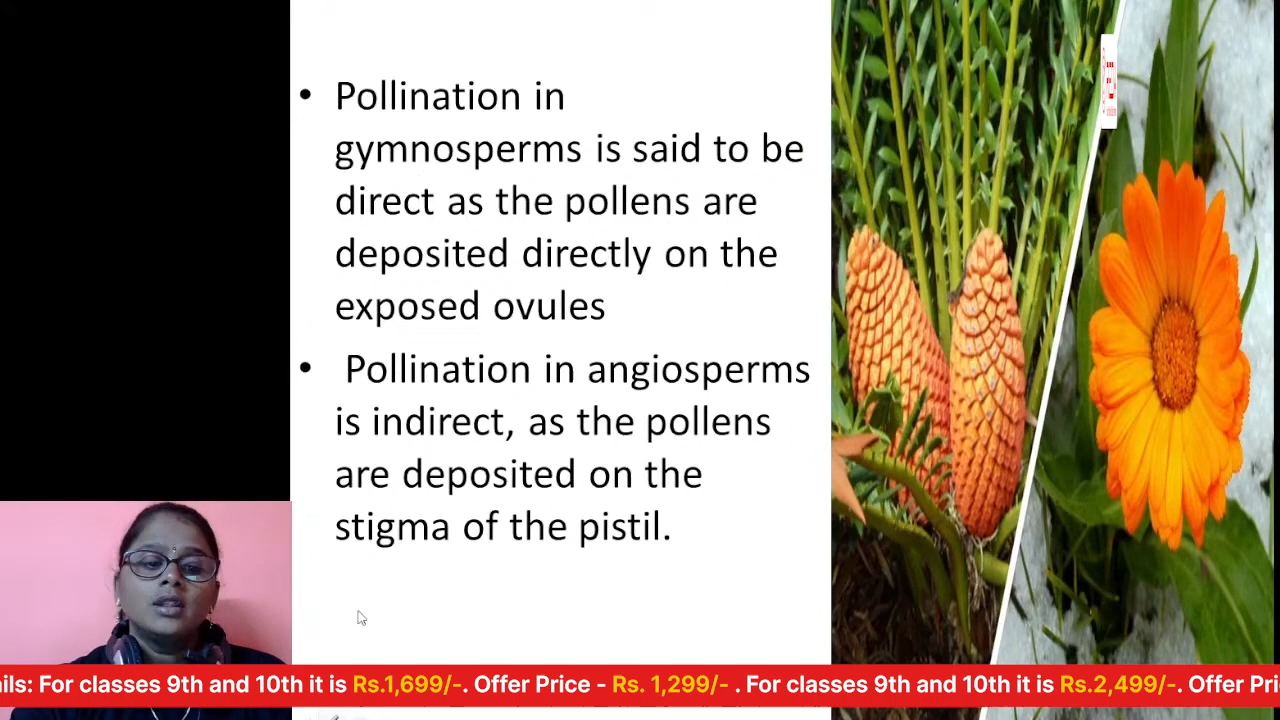 • Pollination in
gymnosperms is said to be
direct as the pollens are
deposited directly on the
exposed ovules
• Pollination in angiosperms
is indirect, as the pollens
are deposited on the
stigma of the pistil.
ils: For classes 9th and 10th it is Rs.1,699/-. Offer Price - Rs. 1,299/- . For classes 9th and 10th it is Rs.2,499/-. Offer Pri